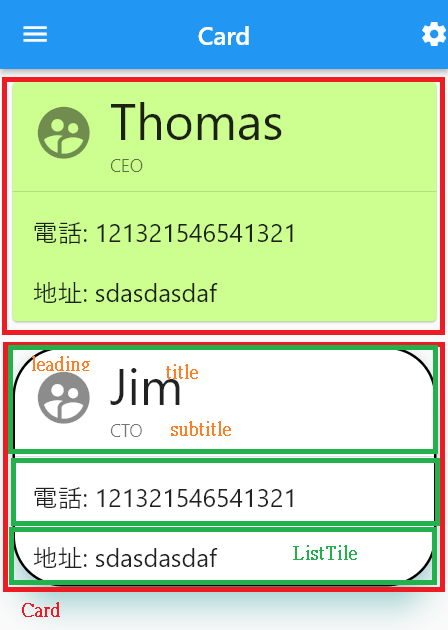 Card
Thomas
CEO
電話: 121321546541321
地址: sdasdasdaf
leading
title
Jim
CTO
subtitle
電話: 121321546541321
地址: sdasdasdaf
ListTile
Card